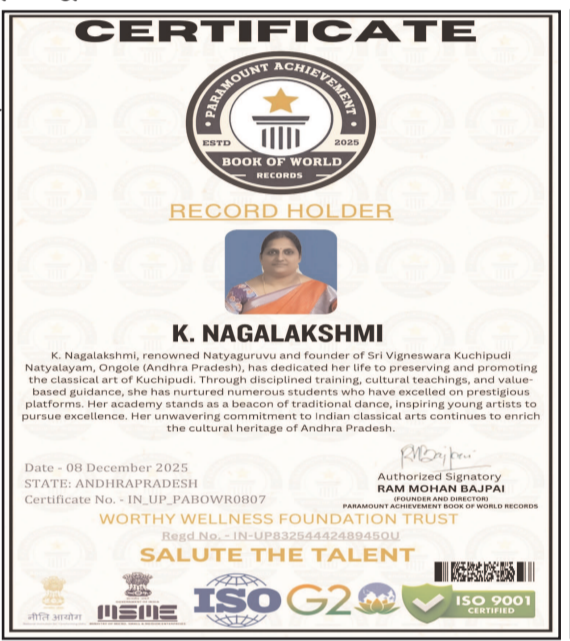 CERTIFICATE
PARAMOUNT ACHIEVEMENT
ESTD 2025
BOOK OF WORLD
RECORDS
RECORD HOLDER
K. NAGALAKSHMI
K. Nagalakshmi, renowned Natyaguruvu and founder of Sri Vigneswara Kuchipudi
Natyalayam, Ongole (Andhra Pradesh), has dedicated her life to preserving and promoting
the classical art of Kuchipudi. Through disciplined training, cultural teachings, and value-
based guidance, she has nurtured numerous students who have excelled on prestigious
platforms. Her academy stands as a beacon of traditional dance, inspiring young artists to
pursue excellence. Her unwavering commitment to Indian classical arts continues to enrich
the cultural heritage of Andhra Pradesh.
Date - 08 December 2025
STATE: ANDHRAPRADESH
Certificate No. - IN_UP_PABOWR0807
Authorized Signatory
RAM MOHAN BAJPAI
(FOUNDER AND DIRECTOR)
PARAMOUNT ACHIEVEMENT BOOK OF WORLD RECORDS
WORTHY WELLNESS FOUNDATION TRUST
Regd No. - IN-UP83254442489450U
SALUTE THE TALENT
नीति आयोग
MSME
ISO
G20
ISO 9001
CERTIFIED